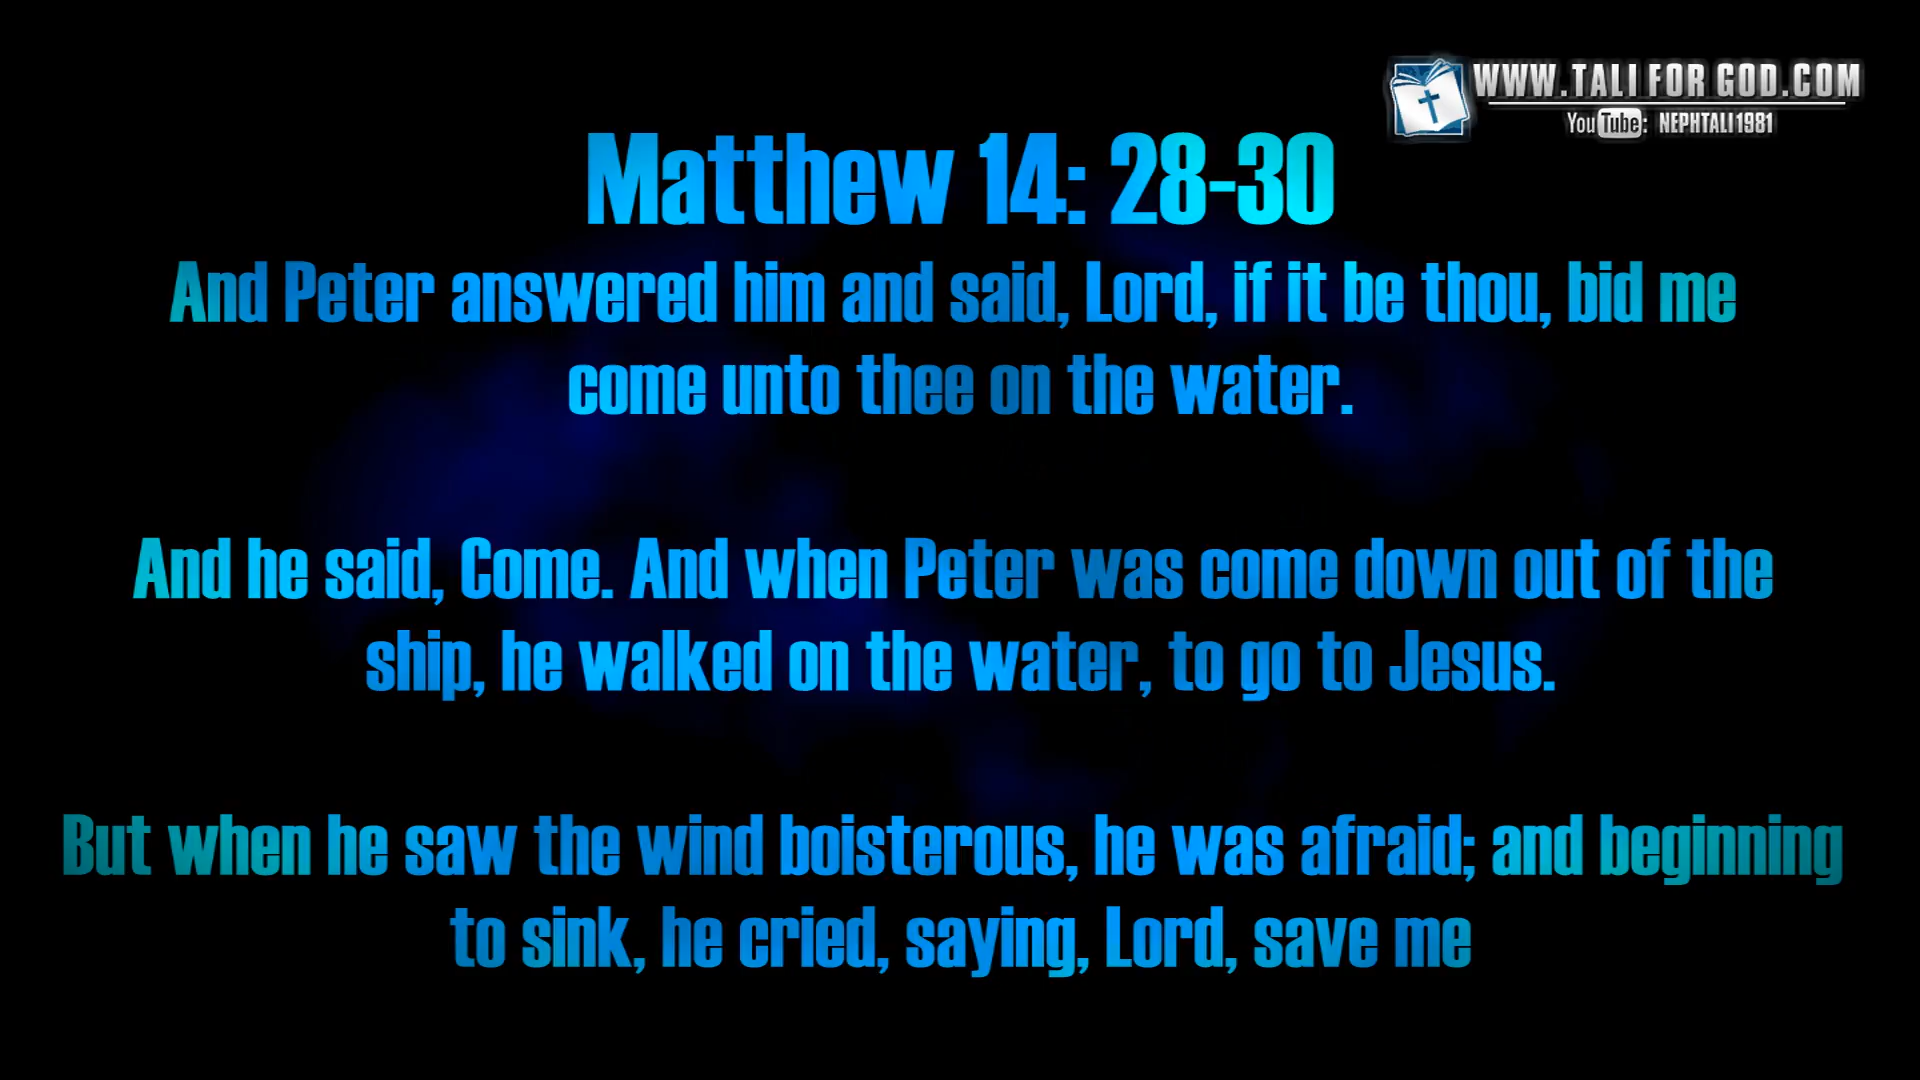 WWW.TALI FOR GOD.COM
YouTube: NEPHTALI1981
Matthew 14: 28-30
And Peter answered him and said, Lord, if it be thou, bid me
come unto thee on the water.
And he said, Come. And when Peter was come down out of the
ship, he walked on the water, to go to Jesus.
But when he saw the wind boisterous, he was afraid; and beginning
to sink, he cried, saying, Lord, save me